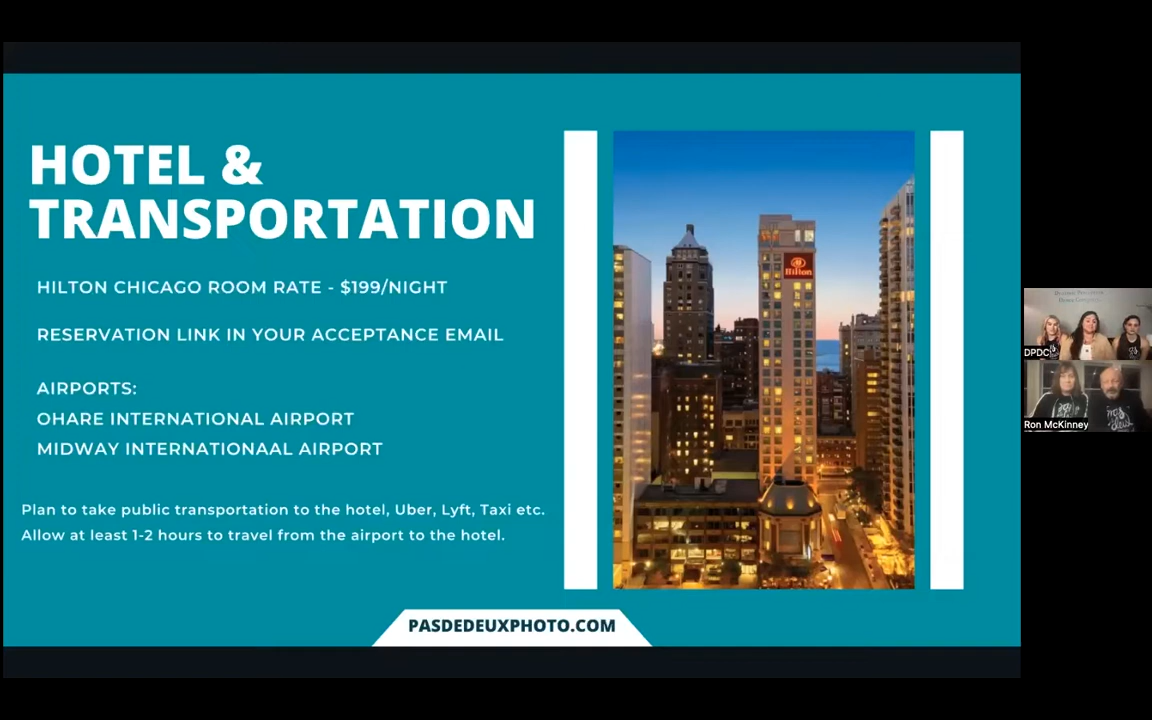 HOTEL &
TRANSPORTATION
HILTON CHICAGO ROOM RATE - $199/NIGHT
RESERVATION LINK IN YOUR ACCEPTANCE EMAIL
AIRPORTS:
OHARE INTERNATIONAL AIRPORT
MIDWAY INTERNATIONAAL AIRPORT
Plan to take public transportation to the hotel, Uber, Lyft, Taxi etc.
Allow at least 1-2 hours to travel from the airport to the hotel.
PASDEDEUXPHOTO.COM
Hilton
DPDC
Ron McKinney